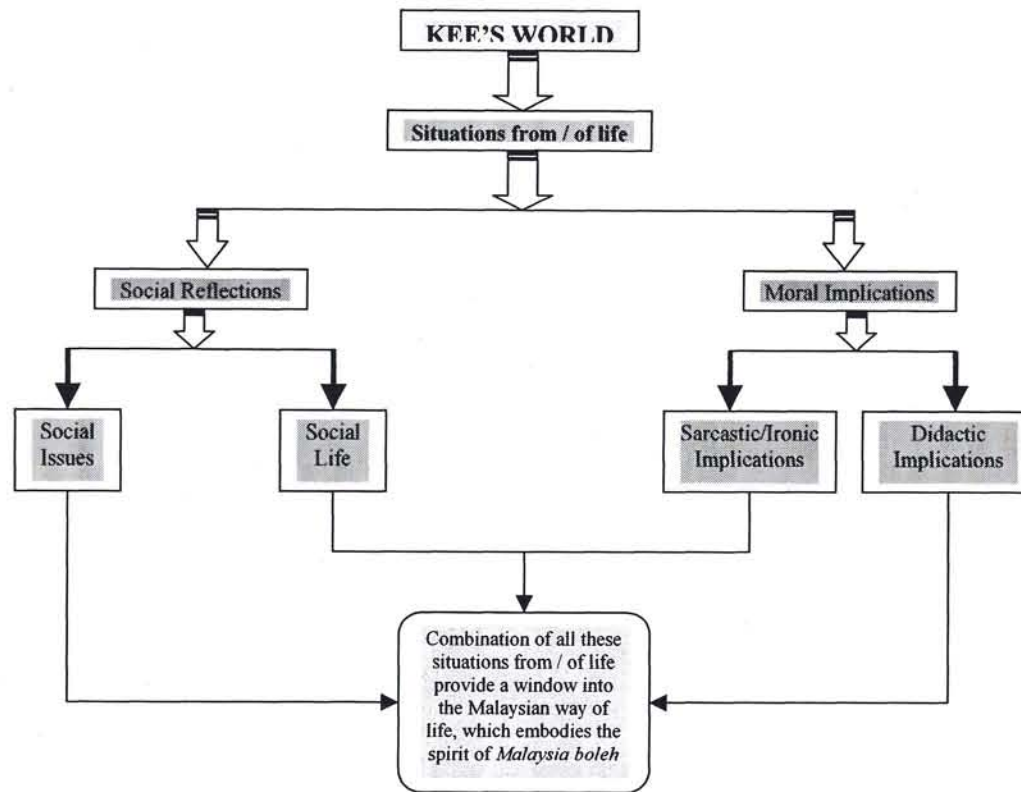 KEE'S WORLD
Situations from / of life
Social Reflections
Moral Implications
Social
Issues
Social
Life
Sarcastic/Ironic
Implications
Didactic
Implications
Combination of all these
situations from / of life
provide a window into
the Malaysian way of
life, which embodies the
spirit of Malaysia boleh